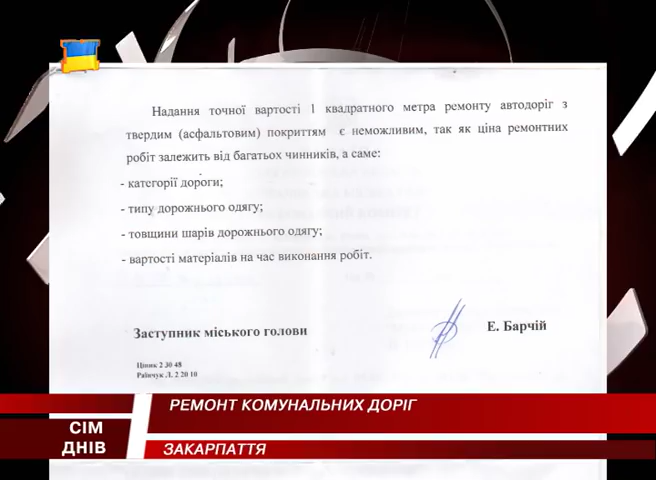 Надання точної вартості 1 квадратного метра ремонту автодоріг з
твердим (асфальтовим) покриттям є неможливим, так як ціна ремонтних
робіт залежить від багатьох чинників, а саме:
- категорії дороги;
- типу дорожнього одягу;
- товщини шарів дорожнього одягу;
- вартості матеріалів на час виконання робіт.
Заступник міського голови
Е. Барчій
Ціник 2 30 48
Райнчук Л. 2 20 10
РЕМОНТ КОМУНАЛЬНИХ ДОРІГ
СІМ
ДНІВ
ЗАКАРПАТТЯ